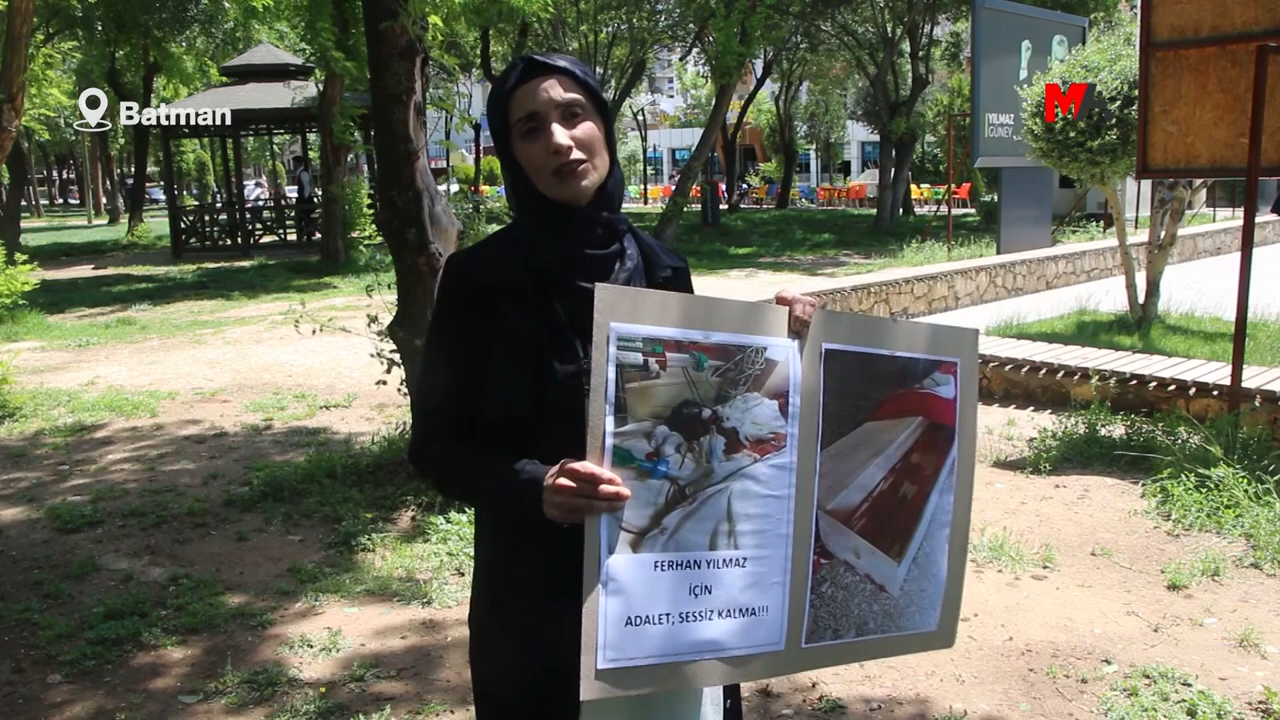 Batman
YILMAZ
GÜNEY
M
FERHAN YILMAZ
İÇİN
ADALET; SESSİZ KALMA!!!